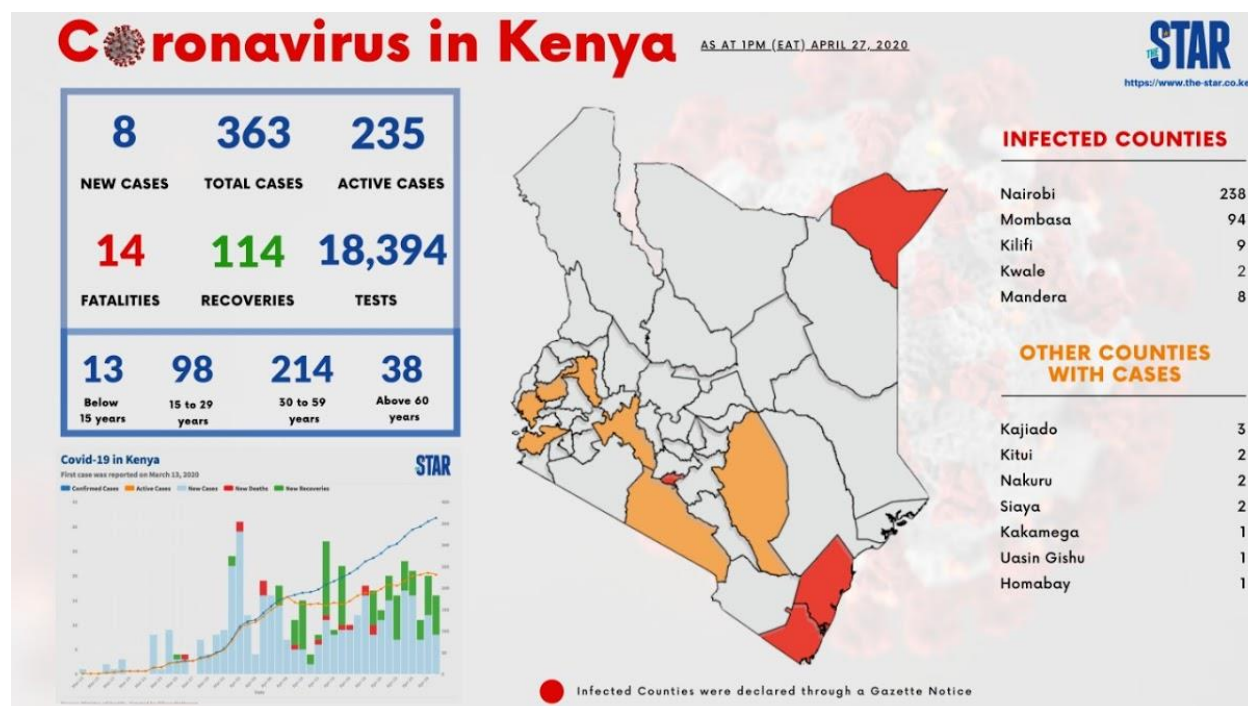 Coronavirus in Kenya
AS AT 1PM (EAT) APRIL 27, 2020
THE STAR
https://www.the-star.co.ke
8
363
235
NEW CASES
TOTAL CASES
ACTIVE CASES
14
114
18,394
FATALITIES
RECOVERIES
TESTS
13
98
214
38
Below
15 years
15 to 29
years
30 to 59
years
Above 60
years
Covid-19 in Kenya
First case was reported on March 13, 2020
STAR
Confirmed Cases Active Cases New Cases New Deaths New Recoveries
INFECTED COUNTIES
Nairobi 238
Mombasa 94
Kilifi 9
Kwale 2
Mandera 8
OTHER COUNTIES
WITH CASES
Kajiado 3
Kitui 2
Nakuru 2
Siaya 2
Kakamega 1
Uasin Gishu 1
Homabay 1
Infected Counties were declared through a Gazette Notice